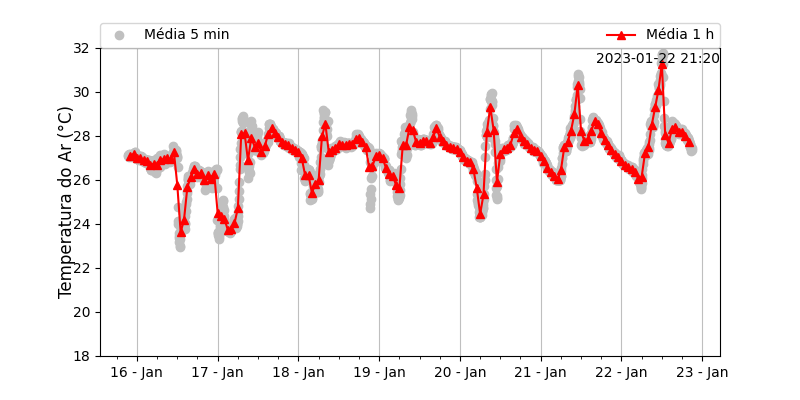 Média 5 min
Média 1 h
2023-01-22 21:20
Temperatura do Ar (°C)
32
30
28
26
24
22
20
18
16 - Jan
17 - Jan
18 - Jan
19 - Jan
20 - Jan
21 - Jan
22 - Jan
23 - Jan